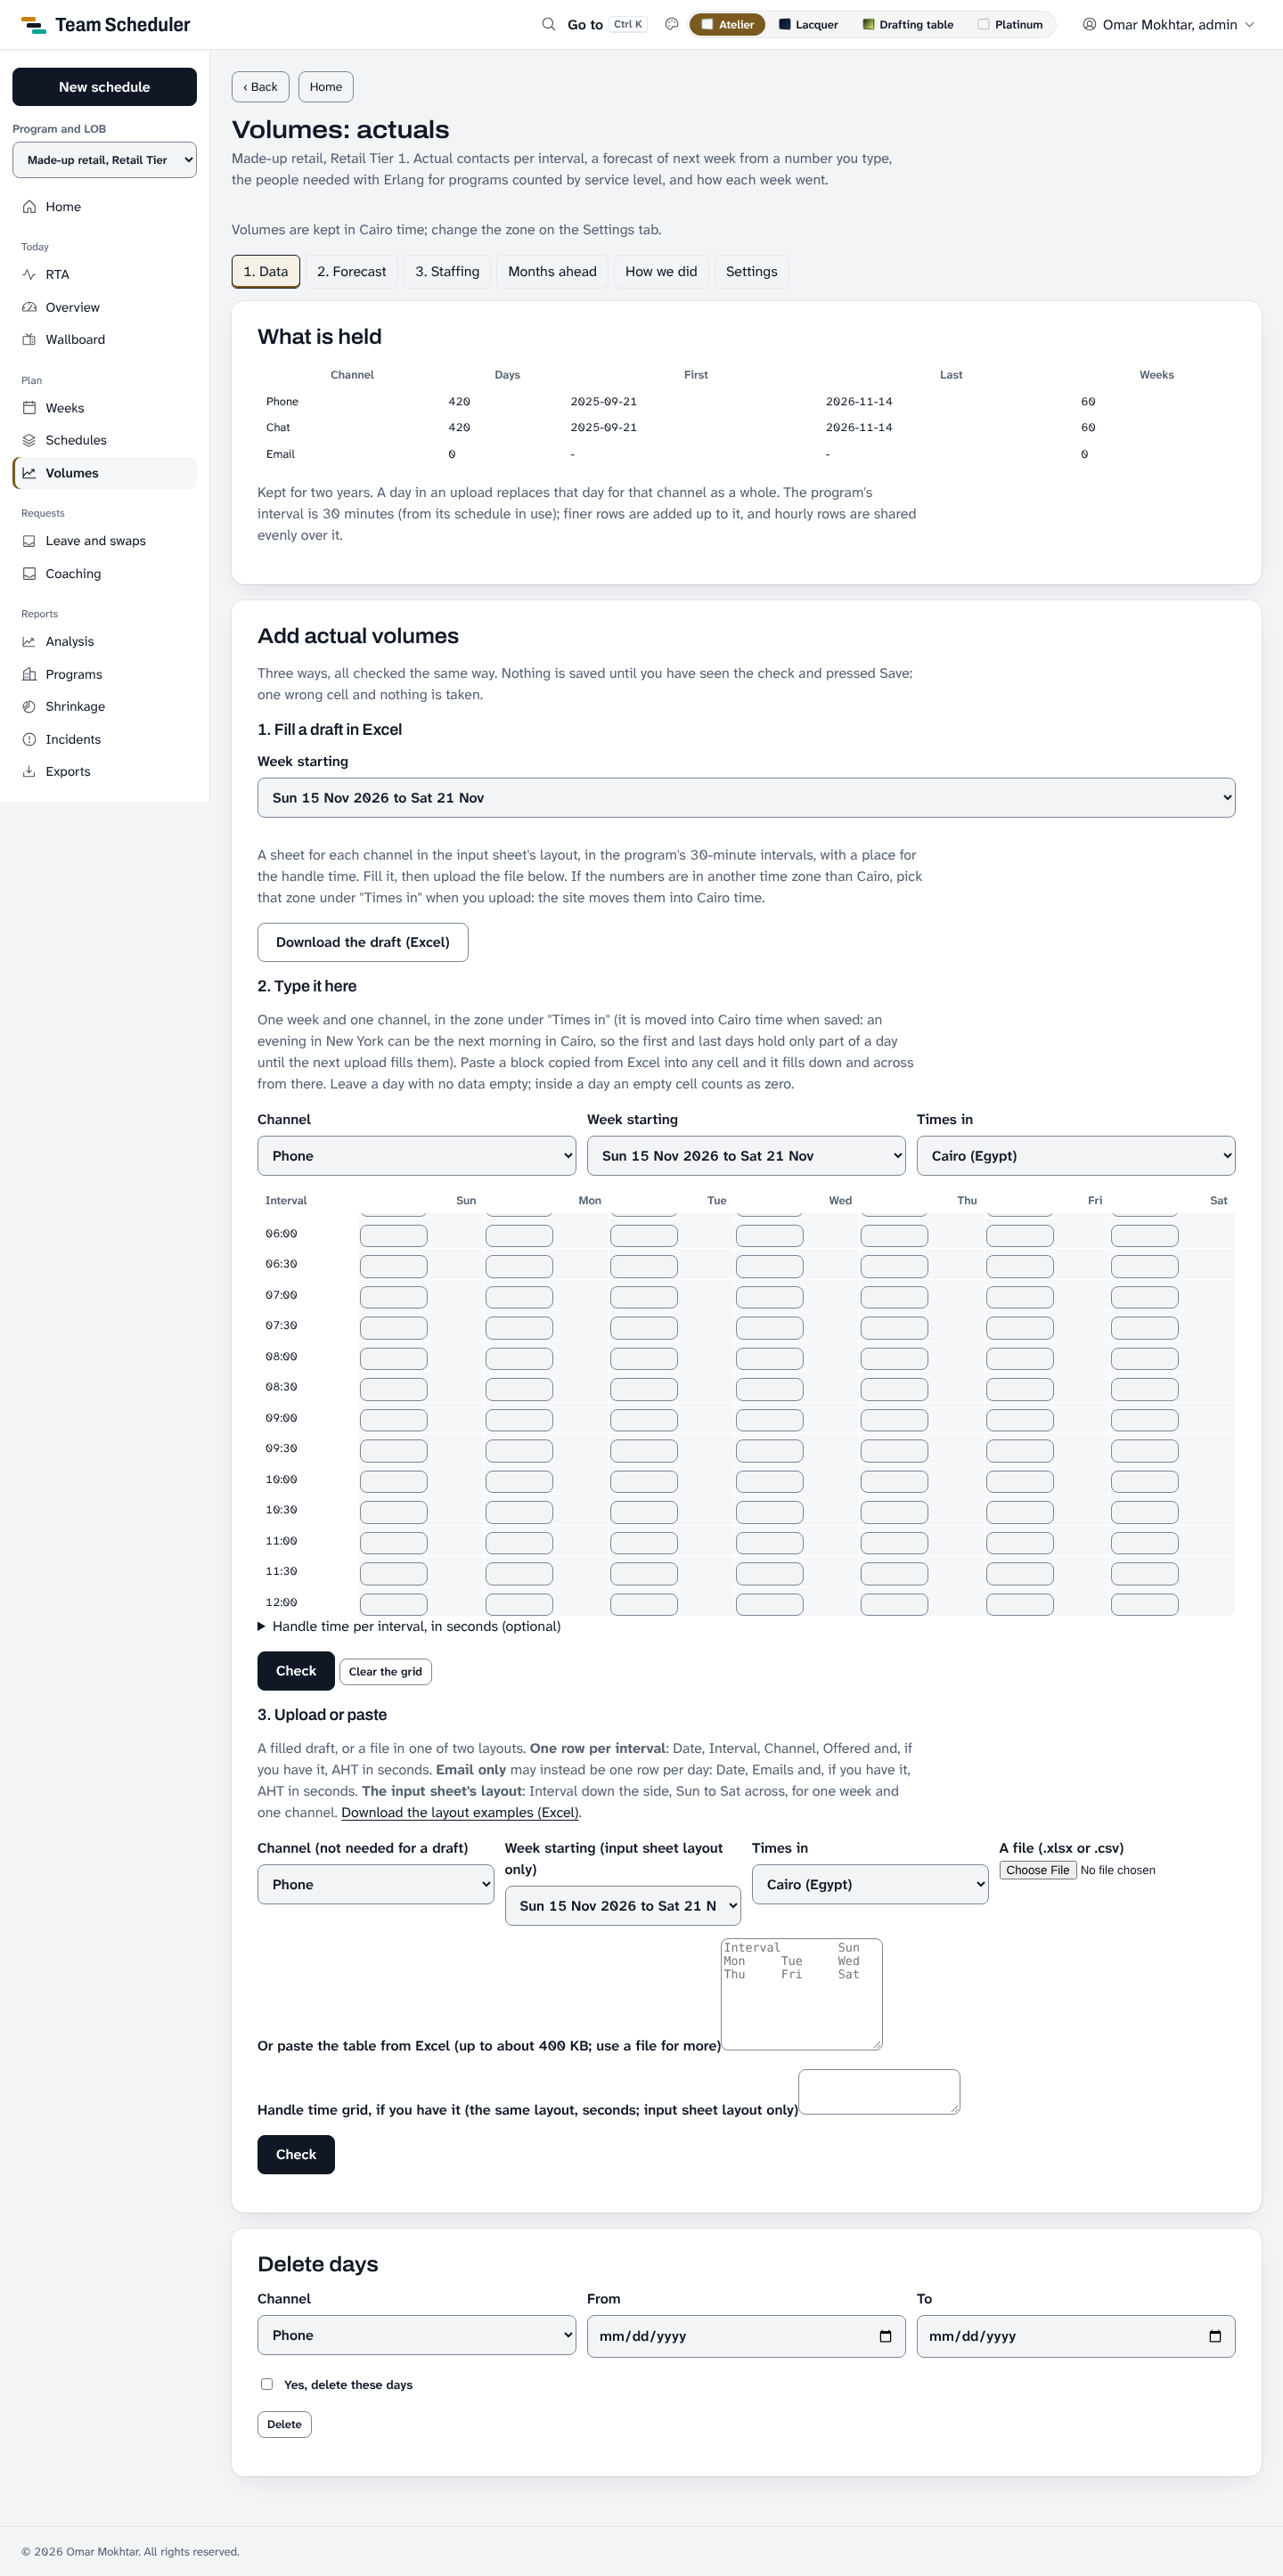 Team Scheduler
Go to Ctrl K
Atelier
Lacquer
Drafting table
Platinum
Omar Mokhtar, admin
New schedule
Program and LOB
Made-up retail, Retail Tier
Home
Today
RTA
Overview
Wallboard
Plan
Weeks
Schedules
Volumes
Requests
Leave and swaps
Coaching
Reports
Analysis
Programs
Shrinkage
Incidents
Exports
‹ Back
Home
Volumes: actuals
Made-up retail, Retail Tier 1. Actual contacts per interval, a forecast of next week from a number you type,
the people needed with Erlang for programs counted by service level, and how each week went.
Volumes are kept in Cairo time; change the zone on the Settings tab.
1. Data
2. Forecast
3. Staffing
Months ahead
How we did
Settings
What is held
Channel Days First Last Weeks
Phone 420 2025-09-21 2026-11-14 60
Chat 420 2025-09-21 2026-11-14 60
Email 0 - - 0
Kept for two years. A day in an upload replaces that day for that channel as a whole. The program's
interval is 30 minutes (from its schedule in use); finer rows are added up to it, and hourly rows are shared
evenly over it.
Add actual volumes
Three ways, all checked the same way. Nothing is saved until you have seen the check and pressed Save:
one wrong cell and nothing is taken.
1. Fill a draft in Excel
Week starting
Sun 15 Nov 2026 to Sat 21 Nov
A sheet for each channel in the input sheet's layout, in the program's 30-minute intervals, with a place for
the handle time. Fill it, then upload the file below. If the numbers are in another time zone than Cairo, pick
that zone under "Times in" when you upload: the site moves them into Cairo time.
Download the draft (Excel)
2. Type it here
One week and one channel, in the zone under "Times in" (it is moved into Cairo time when saved: an
evening in New York can be the next morning in Cairo, so the first and last days hold only part of a day
until the next upload fills them). Paste a block copied from Excel into any cell and it fills down and across
from there. Leave a day with no data empty; inside a day an empty cell counts as zero.
Channel Week starting Times in
Phone Sun 15 Nov 2026 to Sat 21 Nov Cairo (Egypt)
Interval Sun Mon Tue Wed Thu Fri Sat
06:00
06:30
07:00
07:30
08:00
08:30
09:00
09:30
10:00
10:30
11:00
11:30
12:00
Handle time per interval, in seconds (optional)
Check Clear the grid
3. Upload or paste
A filled draft, or a file in one of two layouts. One row per interval: Date, Interval, Channel, Offered and, if
you have it, AHT in seconds. Email only may instead be one row per day: Date, Emails and, if you have it,
AHT in seconds. The input sheet's layout: Interval down the side, Sun to Sat across, for one week and
one channel. Download the layout examples (Excel).
Channel (not needed for a draft)
Phone
Week starting (input sheet layout
only)
Sun 15 Nov 2026 to Sat 21 N
Times in
Cairo (Egypt)
A file (.xlsx or .csv)
Choose File No file chosen
Interval Sun
Mon Tue Wed
Thu Fri Sat
Or paste the table from Excel (up to about 400 KB; use a file for more)
Handle time grid, if you have it (the same layout, seconds; input sheet layout only)
Check
Delete days
Channel From To
Phone mm/dd/yyyy mm/dd/yyyy
Yes, delete these days
Delete
© 2026 Omar Mokhtar. All rights reserved.